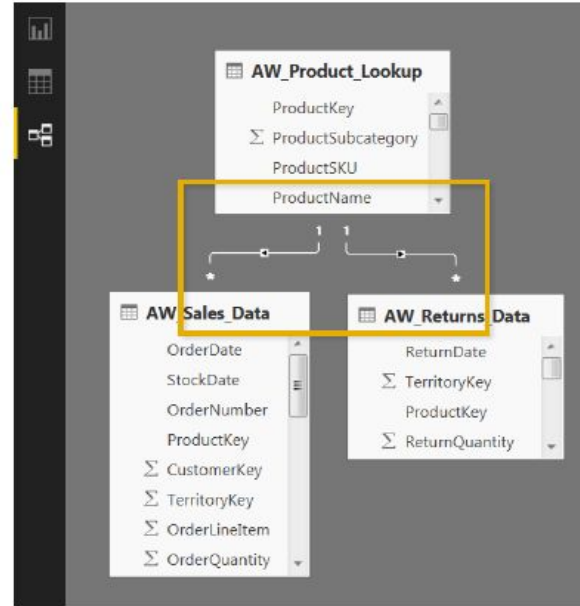 AW_Product_Lookup
ProductKey
Σ ProductSubcategory
ProductSKU
ProductName
1 1
* *
AW_Sales_Data
OrderDate
StockDate
OrderNumber
ProductKey
Σ CustomerKey
Σ TerritoryKey
Σ OrderLineItem
Σ OrderQuantity
AW_Returns_Data
ReturnDate
Σ TerritoryKey
ProductKey
Σ ReturnQuantity